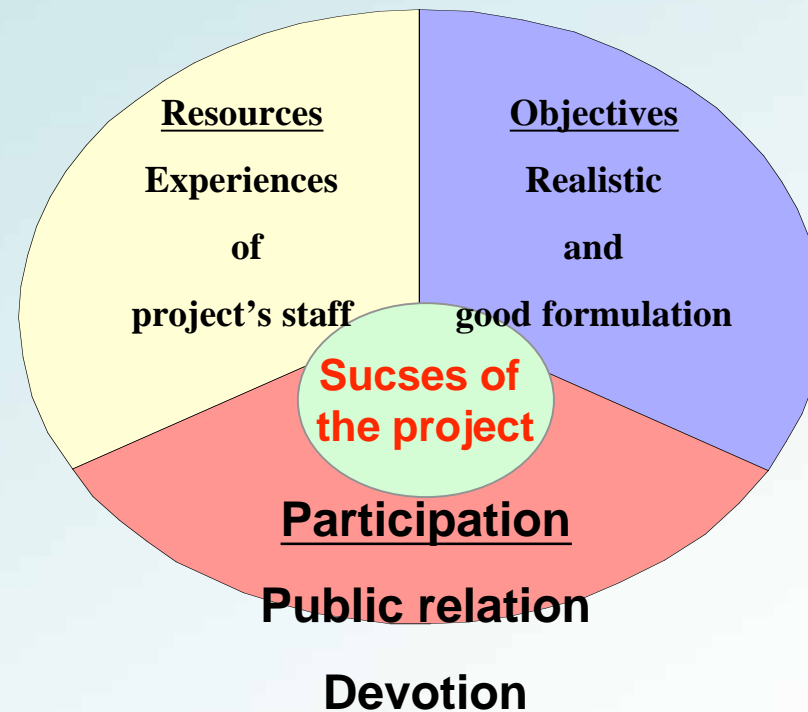 Resources
Experiences
of
project's staff
Objectives
Realistic
and
good formulation
Sucses of
the project
Participation
Public relation
Devotion